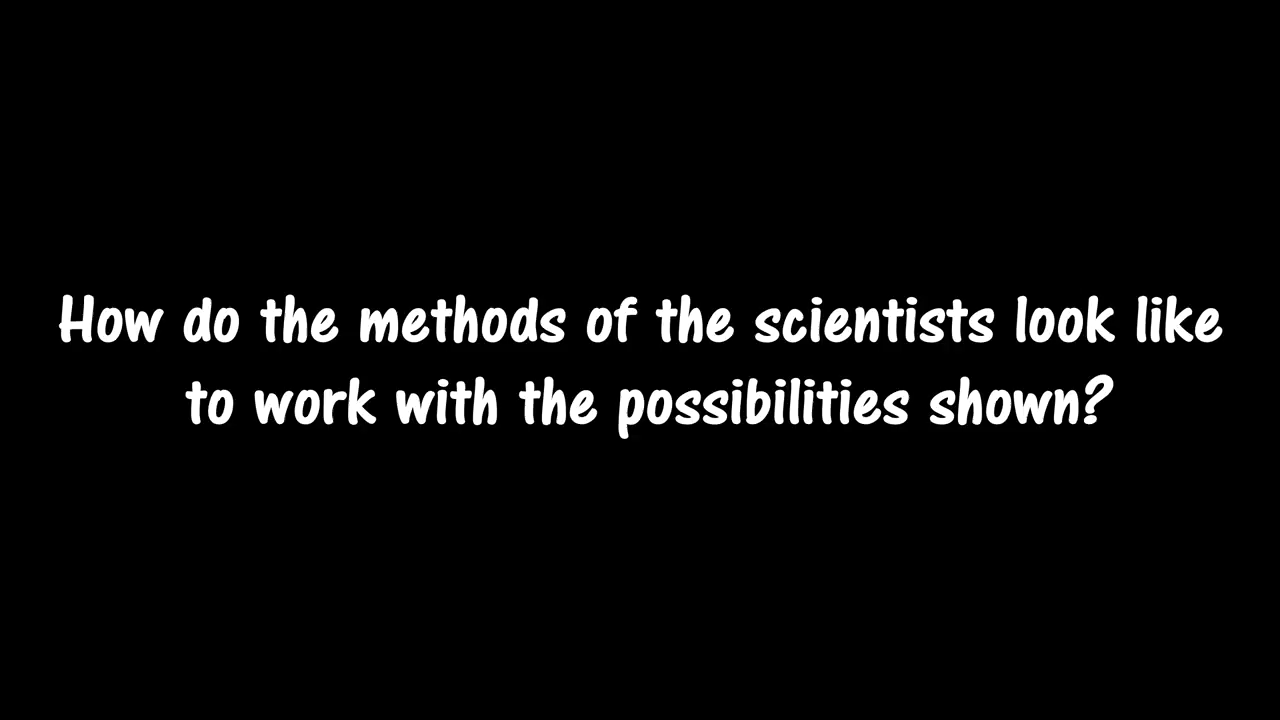 How do the methods of the scientists look like
to work with the possibilities shown?